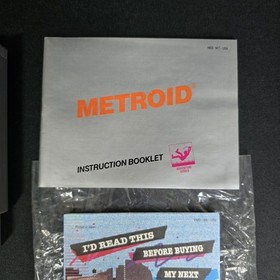 METROID
INSTRUCTION BOOKLET
I'D READ THIS
BEFORE BUYING
MY NEXT